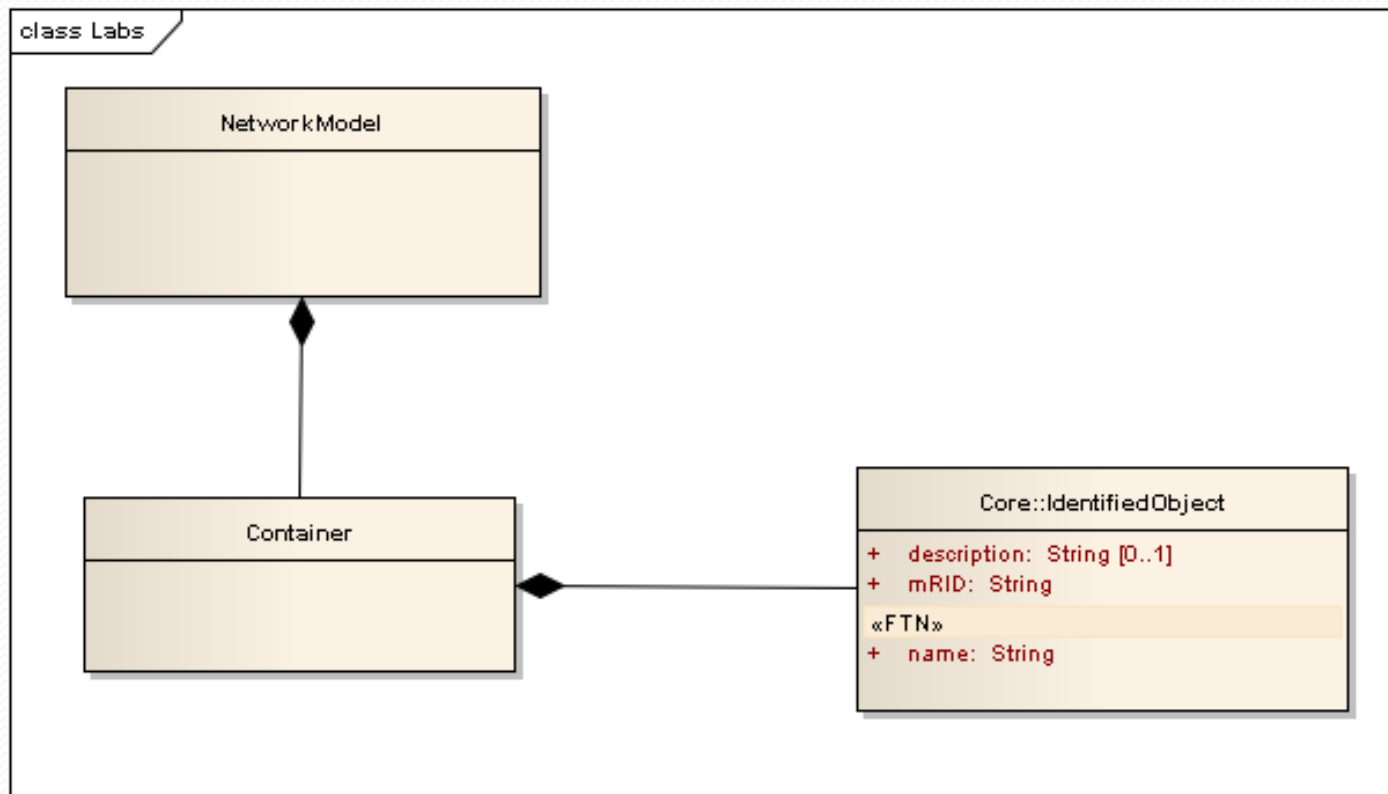 class Labs
NetworkModel
Container
Core::IdentifiedObject
+ description: String [0..1]
+ mRID: String
«FTN»
+ name: String